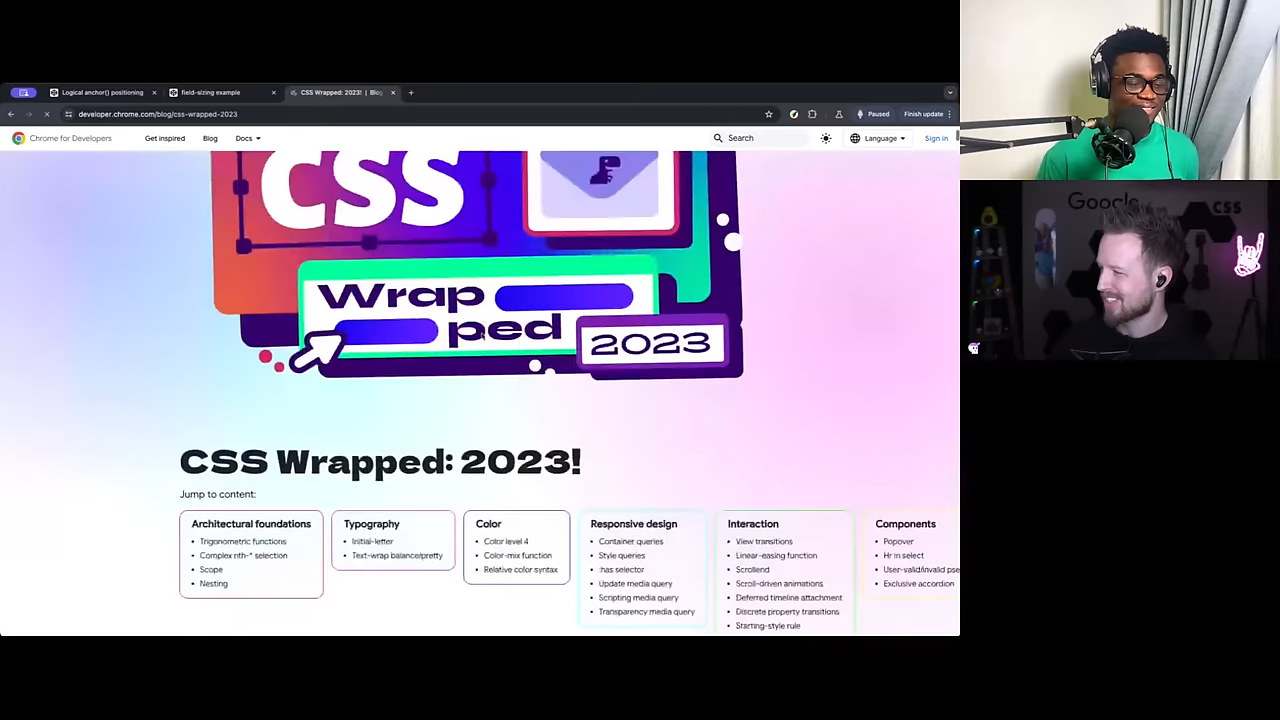 Logical anchor() positioning
field-sizing example
CSS Wrapped: 2023! | Blog
developer.chrome.com/blog/css-wrapped-2023
Paused
Finish update
Chrome for Developers
Get inspired
Blog
Docs
Search
Language
Sign in
CSS
Wrap
ped
2023
Google
CSS
CSS Wrapped: 2023!
Jump to content:
Architectural foundations
Trigonometric functions
Complex nth-* selection
Scope
Nesting
Typography
Initial-letter
Text-wrap balance/pretty
Color
Color level 4
Color-mix function
Relative color syntax
Responsive design
Container queries
Style queries
:has selector
Update media query
Scripting media query
Transparency media query
Interaction
View transitions
Linear-easing function
Scrollend
Scroll-driven animations
Deferred timeline attachment
Discrete property transitions
Starting-style rule
Components
Popover
Hr in select
User-valid/invalid pse
Exclusive accordion